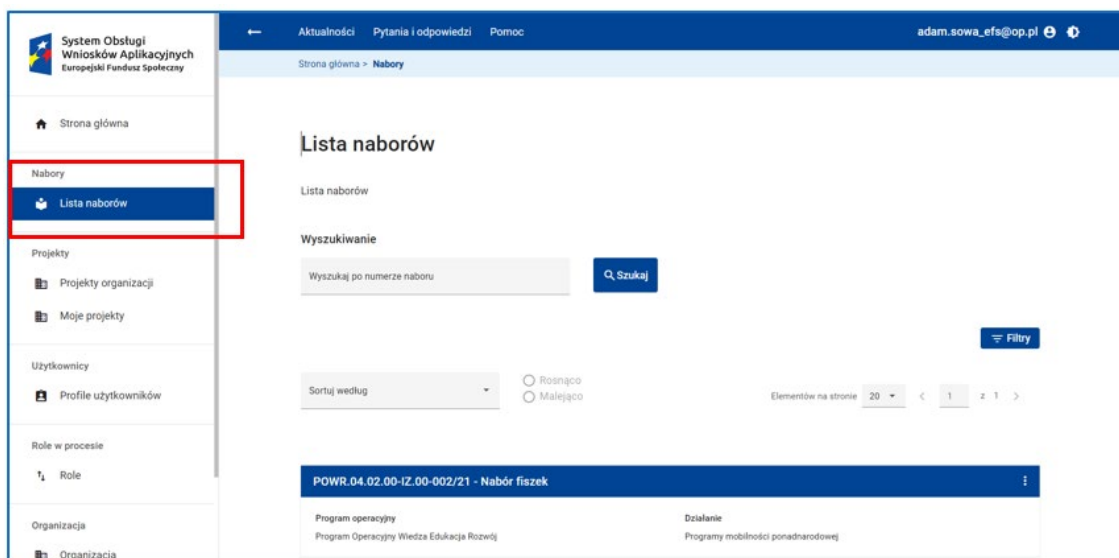 System Obsługi
Wniosków Aplikacyjnych
Europejski Fundusz Społeczny
Strona główna
Nabory
Lista naborów
Projekty
Projekty organizacji
Moje projekty
Użytkownicy
Profile użytkowników
Role w procesie
Role
Organizacja
Organizacja
Aktualności Pytania i odpowiedzi Pomoc adam.sowa_efs@op.pl
Strona główna > Nabory
Lista naborów
Lista naborów
Wyszukiwanie
Wyszukaj po numerze naboru Szukaj
Filtry
Sortuj według
Rosnąco
Malejąco
Elementów na stronie 20 < 1 z 1 >
POWR.04.02.00-IZ.00-002/21 - Nabór fiszek
Program operacyjny Działanie
Program Operacyjny Wiedza Edukacja Rozwój Programy mobilności ponadnarodowej